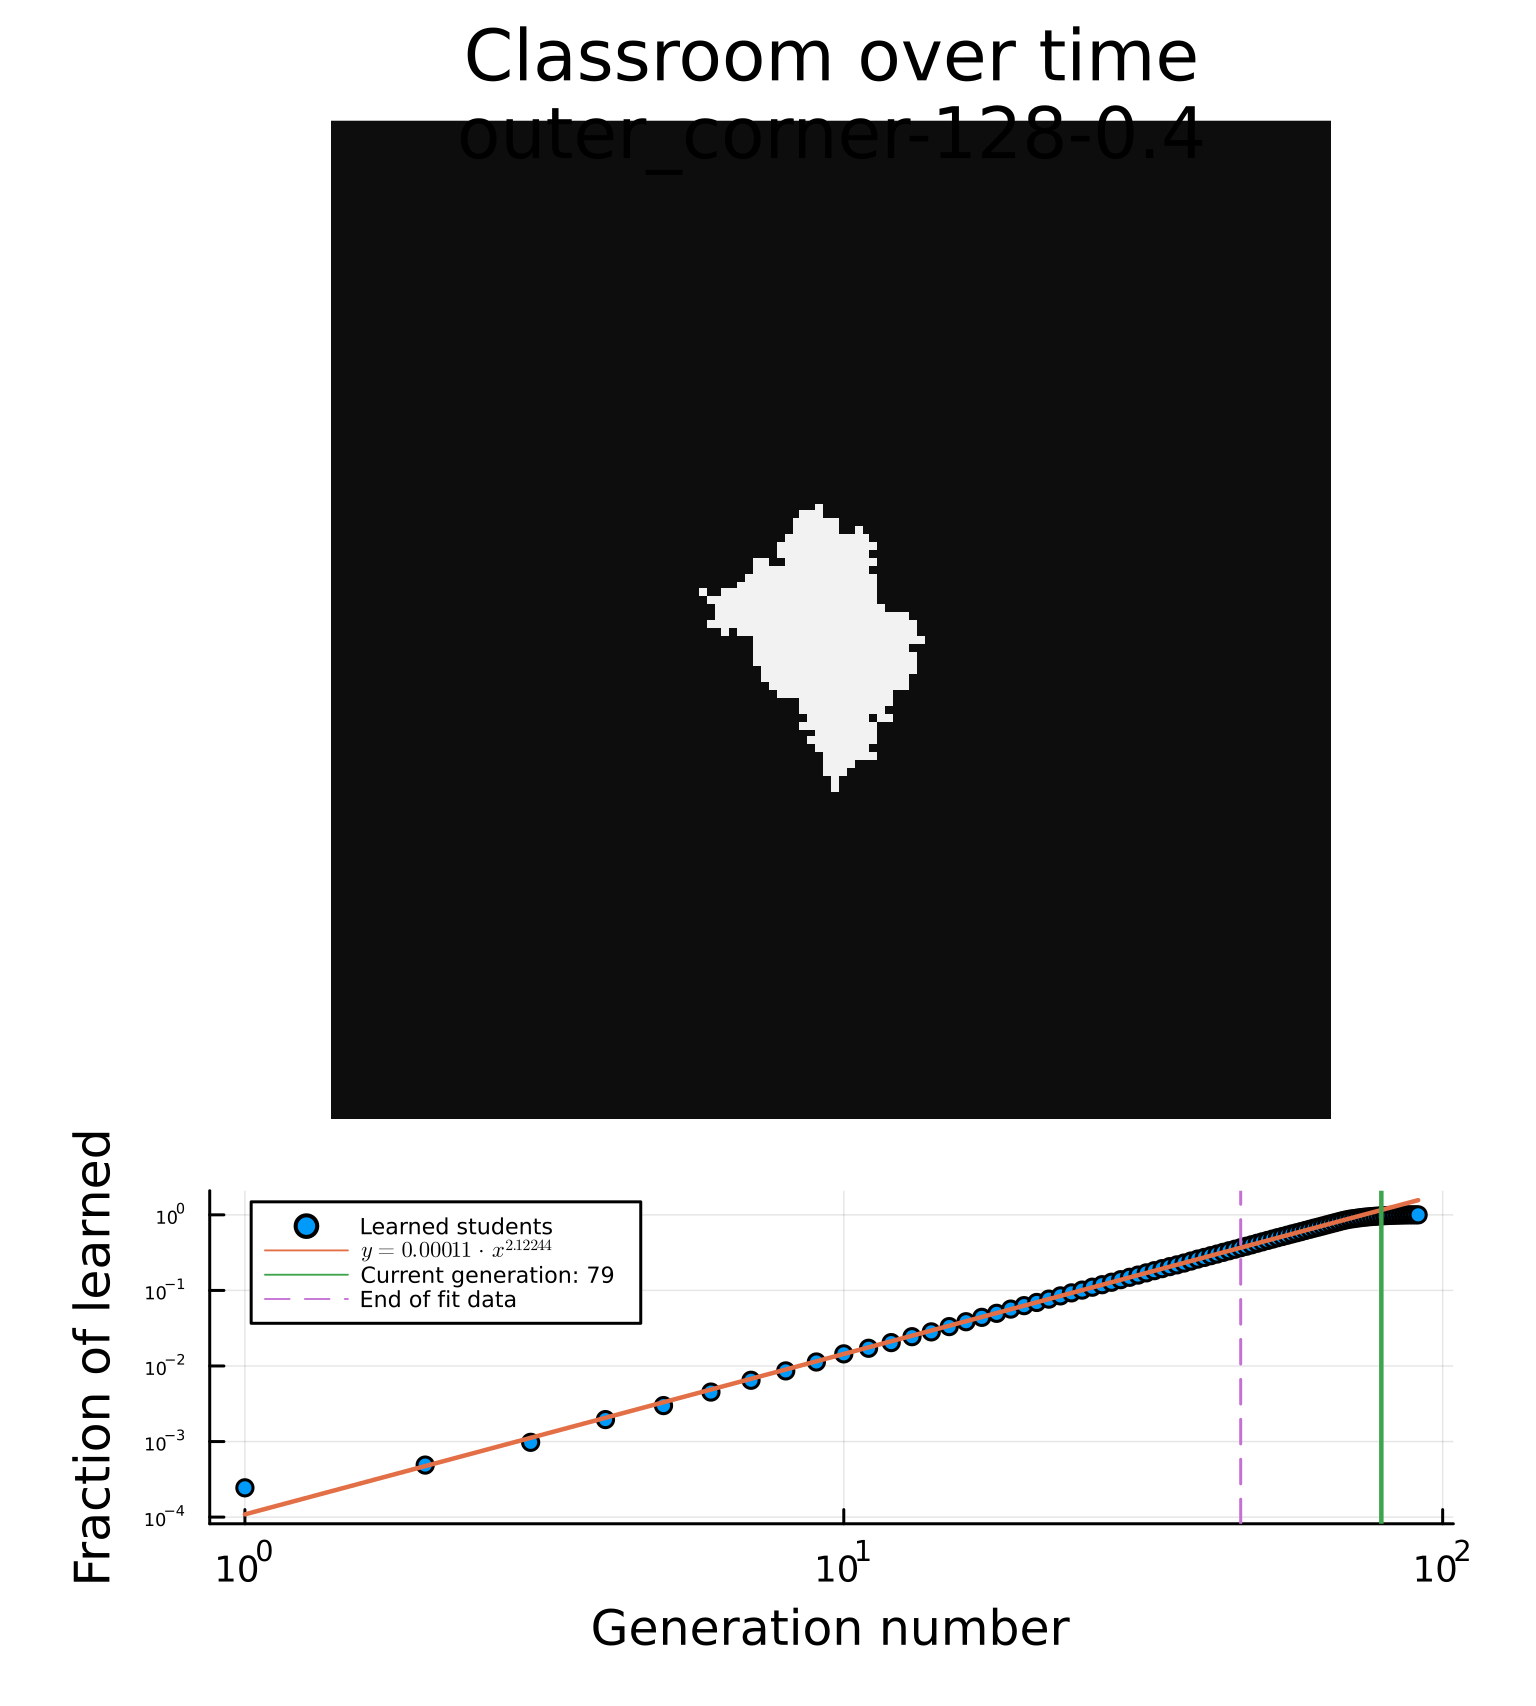 Classroom over time
outer_corner-128-0.4
Fraction of learned
10^0
10^−1
10^−2
10^−3
10^−4
Learned students
y = 0.00011 · x^2.12244
Current generation: 79
End of fit data
10^0
10^1
10^2
Generation number